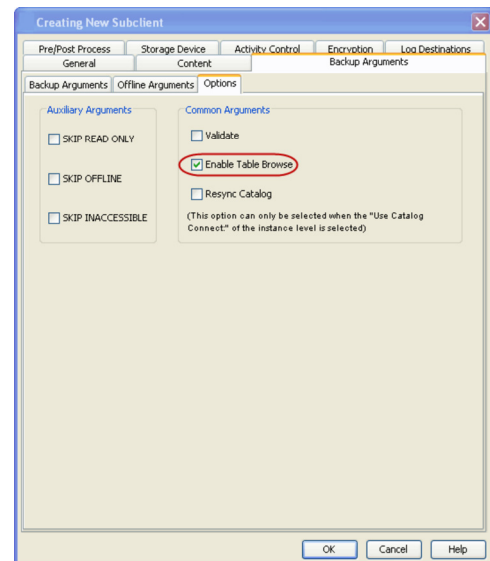 Creating New Subclient
Pre/Post Process Storage Device Activity Control Encryption Log Destinations
General Content Backup Arguments
Backup Arguments Offline Arguments Options
Auxiliary Arguments
SKIP READ ONLY
SKIP OFFLINE
SKIP INACCESSIBLE
Common Arguments
Validate
Enable Table Browse
Resync Catalog
(This option can only be selected when the "Use Catalog
Connect:" of the instance level is selected)
OK Cancel Help